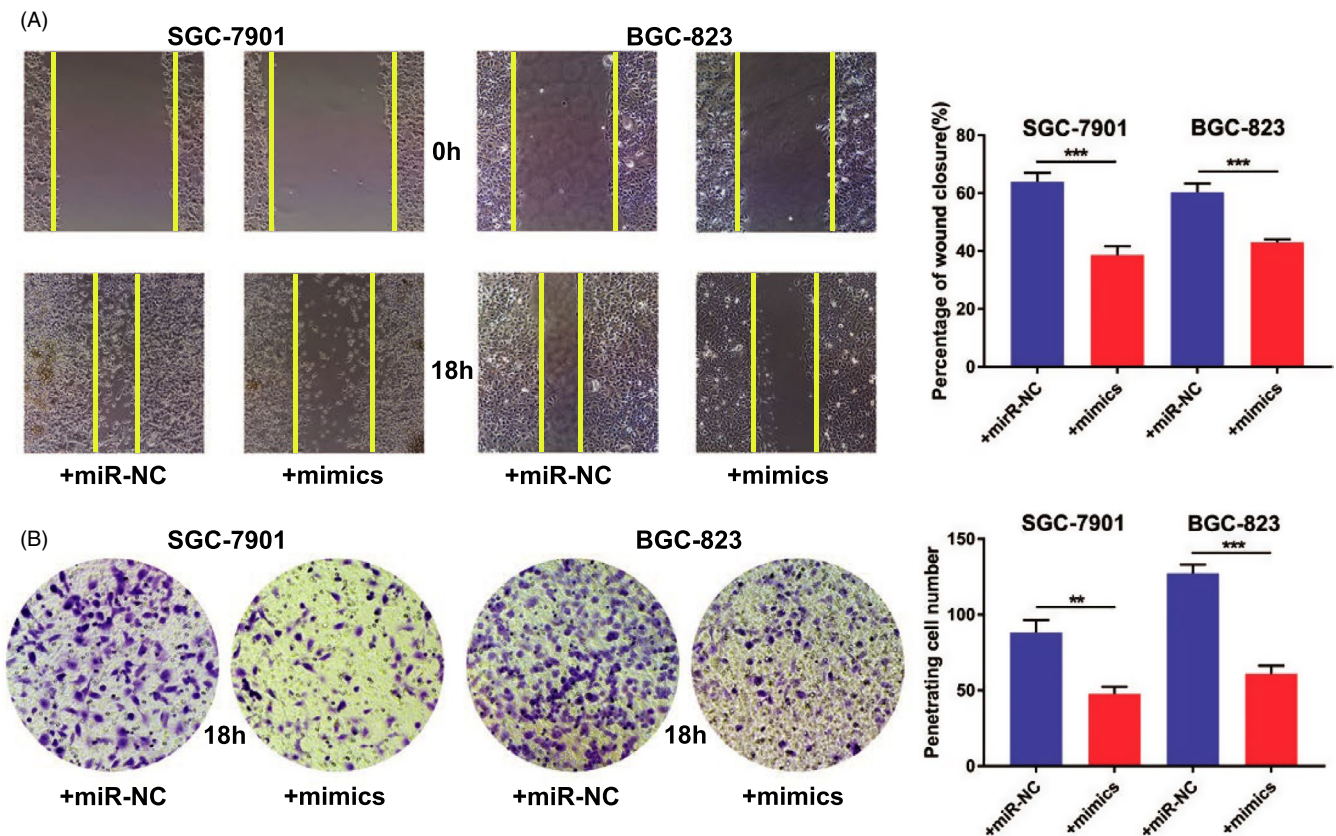 (A)
SGC-7901
BGC-823
0h
18h
+miR-NC
+mimics
+miR-NC
+mimics
Percentage of wound closure(%)
80
60
40
20
0
SGC-7901
BGC-823
***
***
+mirR-NC
+mimics
+miR-NC
+mimics
(B)
SGC-7901
BGC-823
18h
18h
+miR-NC
+mimics
+miR-NC
+mimics
Penetrating cell number
150
100
50
0
SGC-7901
BGC-823
**
***
+miR-NC
+mimics
+miR-NC
+mimics